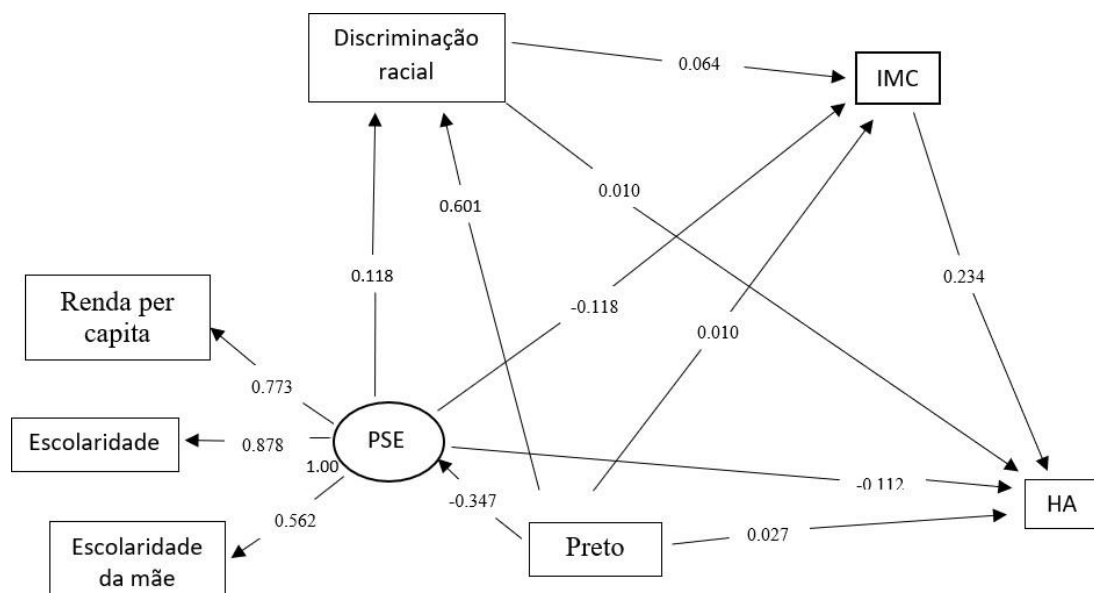 Discriminação
racial
0.064
IMC
0.010
0.601
0.234
0.118
-0.118
Renda per
capita
0.010
0.773
Escolaridade
0.878
PSE
1.00
-0.347
-0.112
HA
0.562
Preto
0.027
Escolaridade
da mãe